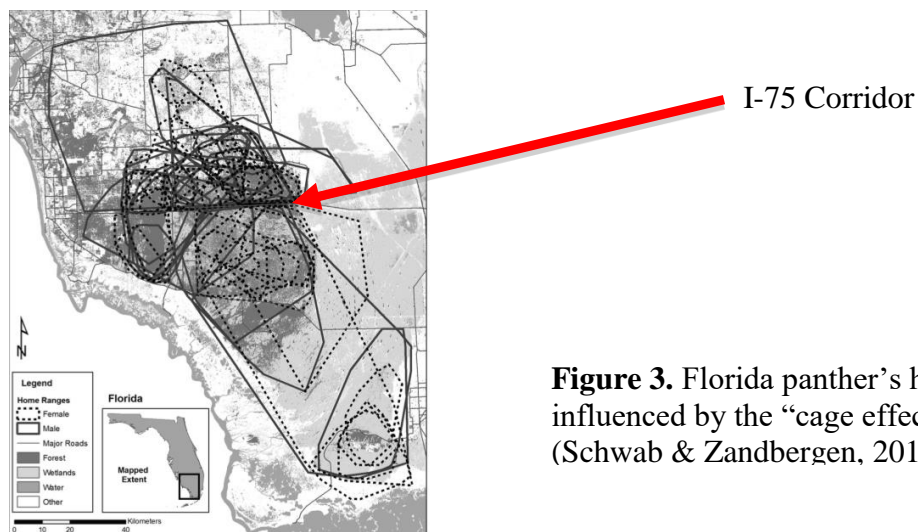 I-75 Corridor
N
Legend
Home Ranges
Female
Male
Major Roads
Forest
Wetlands
Water
Other
Florida
Mapped
Extent
Kilometers
0 10 20 40
Figure 3. Florida panther’s h
influenced by the “cage effec
(Schwab & Zandbergen, 201